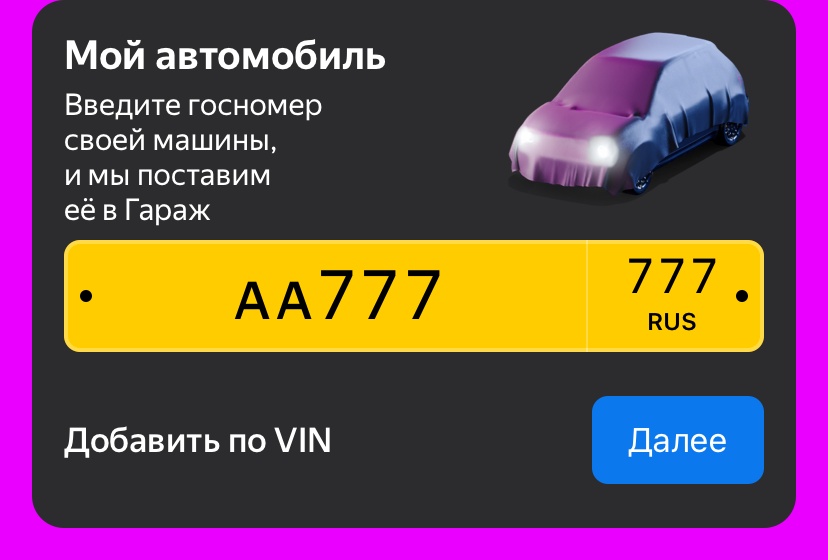 Мой автомобиль
Введите госномер
своей машины,
и мы поставим
её в Гараж
АА777 777
RUS
Добавить по VIN Далее